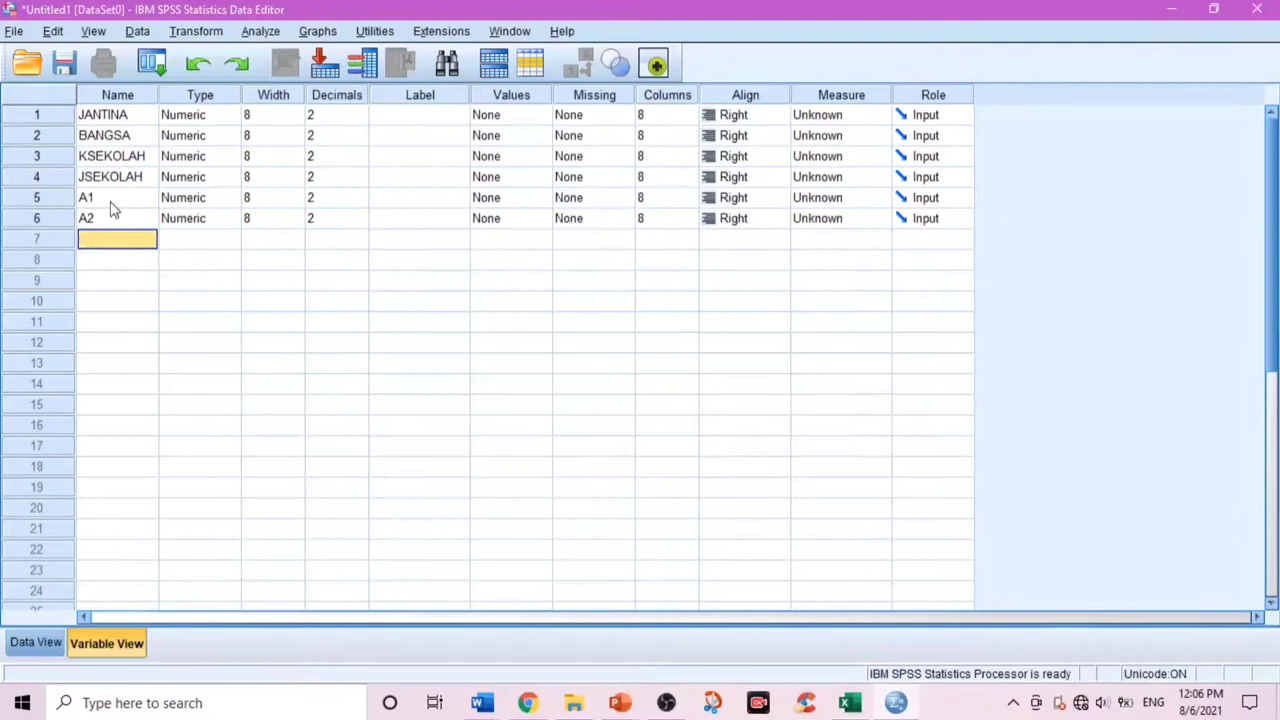 *Untitled1 [DataSet0] - IBM SPSS Statistics Data Editor
File Edit View Data Transform Analyze Graphs Utilities Extensions Window Help
Name Type Width Decimals Label Values Missing Columns Align Measure Role
1 JANTINA Numeric 8 2 None None 8 Right Unknown Input
2 BANGSA Numeric 8 2 None None 8 Right Unknown Input
3 KSEKOLAH Numeric 8 2 None None 8 Right Unknown Input
4 JSEKOLAH Numeric 8 2 None None 8 Right Unknown Input
5 A1 Numeric 8 2 None None 8 Right Unknown Input
6 A2 Numeric 8 2 None None 8 Right Unknown Input
7
8
9
10
11
12
13
14
15
16
17
18
19
20
21
22
23
24
Data View Variable View
IBM SPSS Statistics Processor is ready Unicode:ON
Type here to search ENG 12:06 PM
8/6/2021